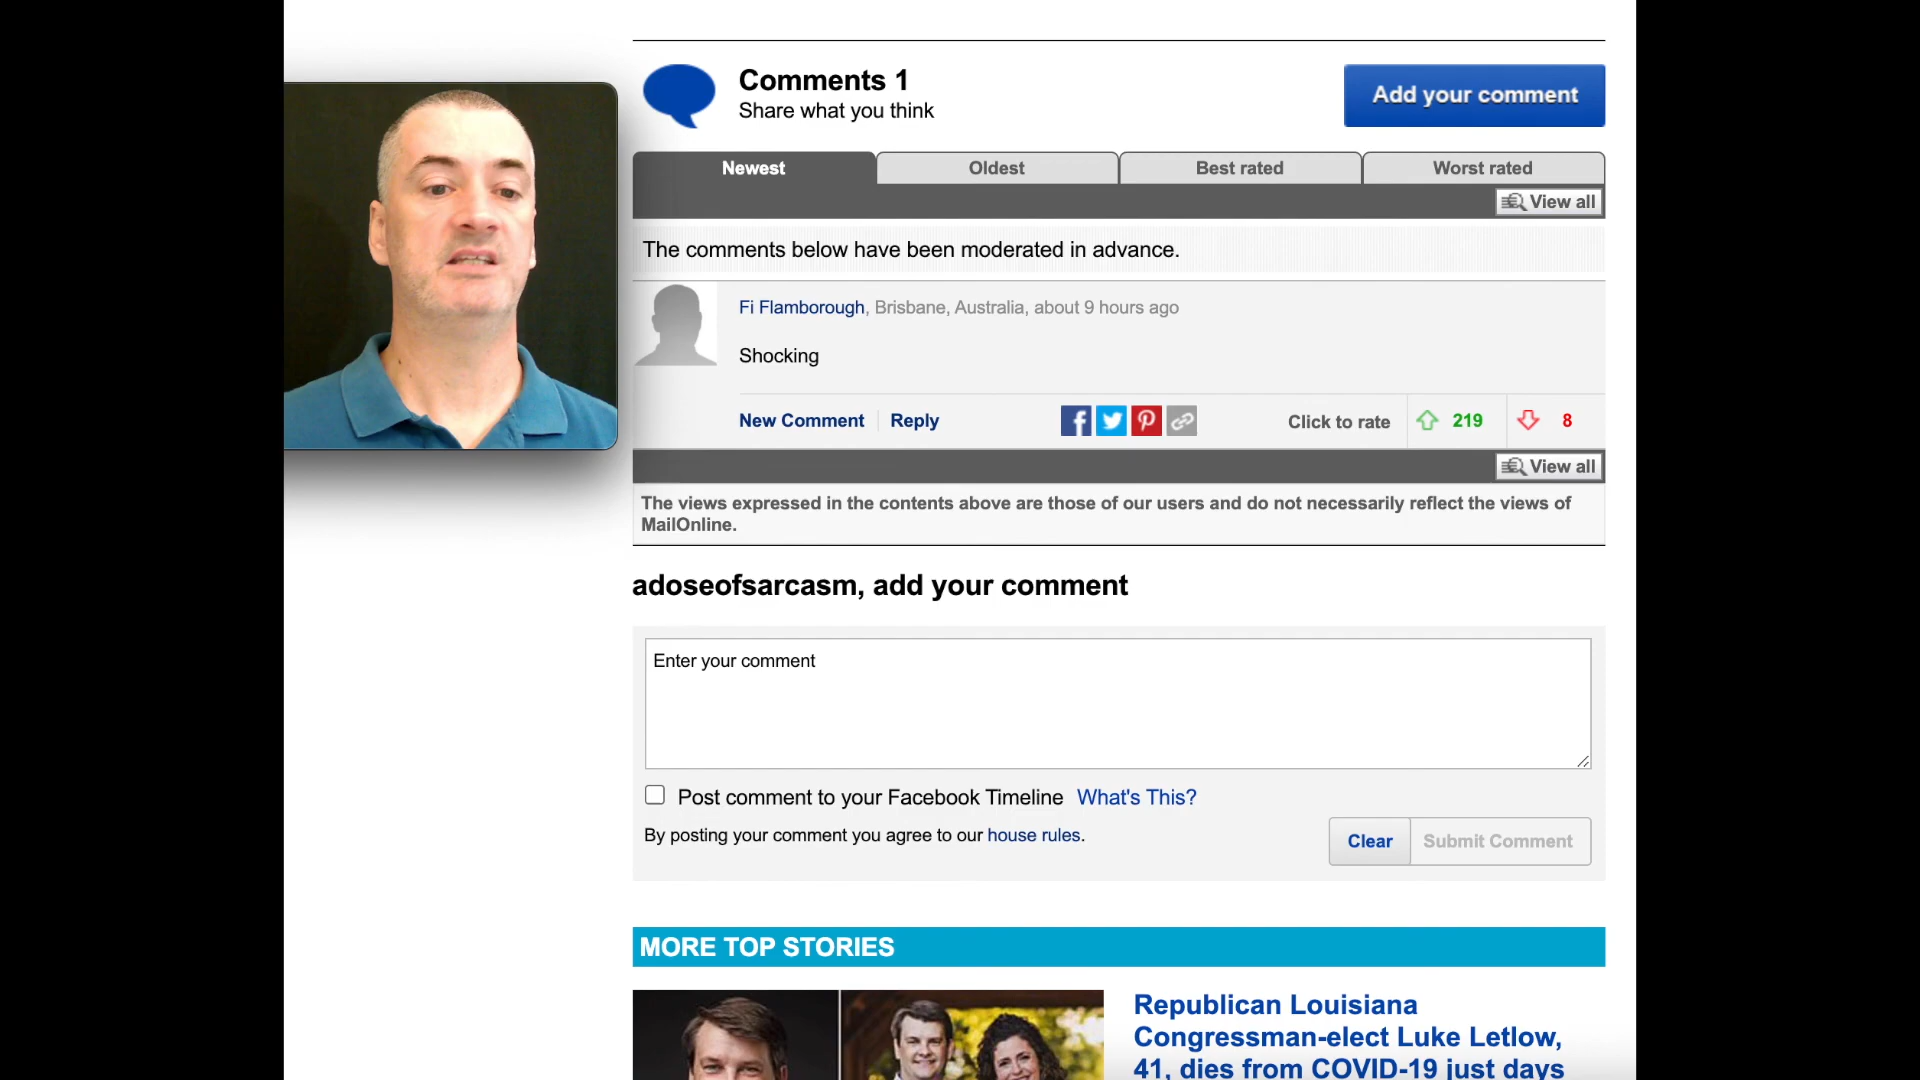 Comments 1
Share what you think
Add your comment
Newest
Oldest
Best rated
Worst rated
View all
The comments below have been moderated in advance.
Fi Flamborough, Brisbane, Australia, about 9 hours ago
Shocking
New Comment
Reply
Click to rate
219
8
View all
The views expressed in the contents above are those of our users and do not necessarily reflect the views of
MailOnline.
adoseofsarcasm, add your comment
Enter your comment
Post comment to your Facebook Timeline What's This?
By posting your comment you agree to our house rules.
Clear
Submit Comment
MORE TOP STORIES
Republican Louisiana
Congressman-elect Luke Letlow,
41, dies from COVID-19 just days